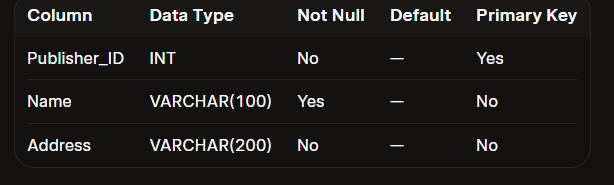 Column Data Type Not Null Default Primary Key
Publisher_ID INT No — Yes
Name VARCHAR(100) Yes — No
Address VARCHAR(200) No — No